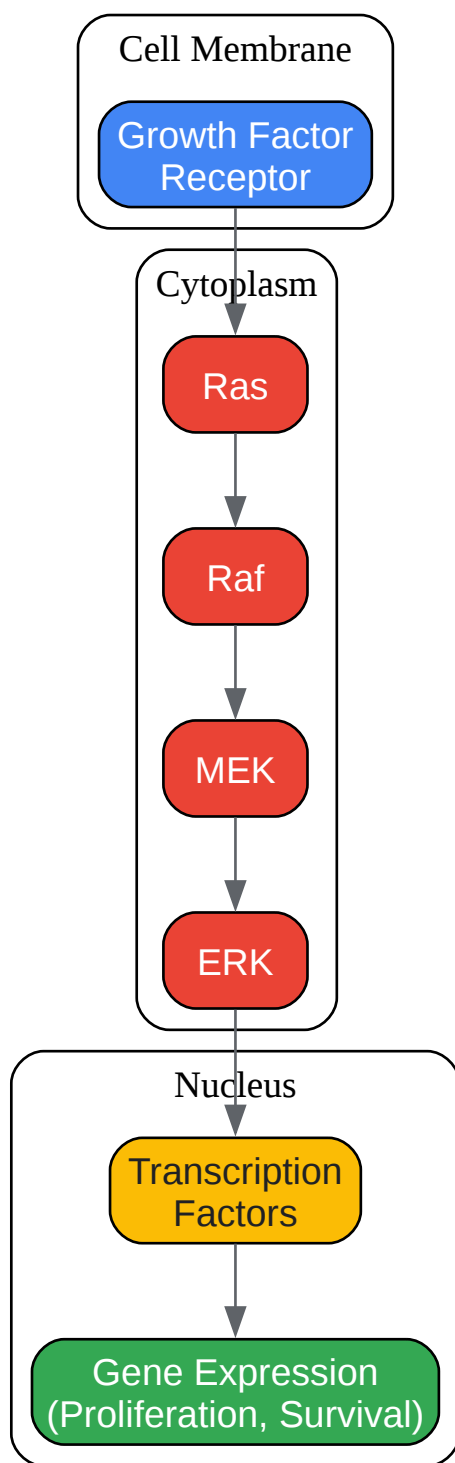 Cell Membrane
Growth Factor
Receptor
Cytoplasm
Ras
Raf
MEK
ERK
Nucleus
Transcription
Factors
Gene Expression
(Proliferation, Survival)